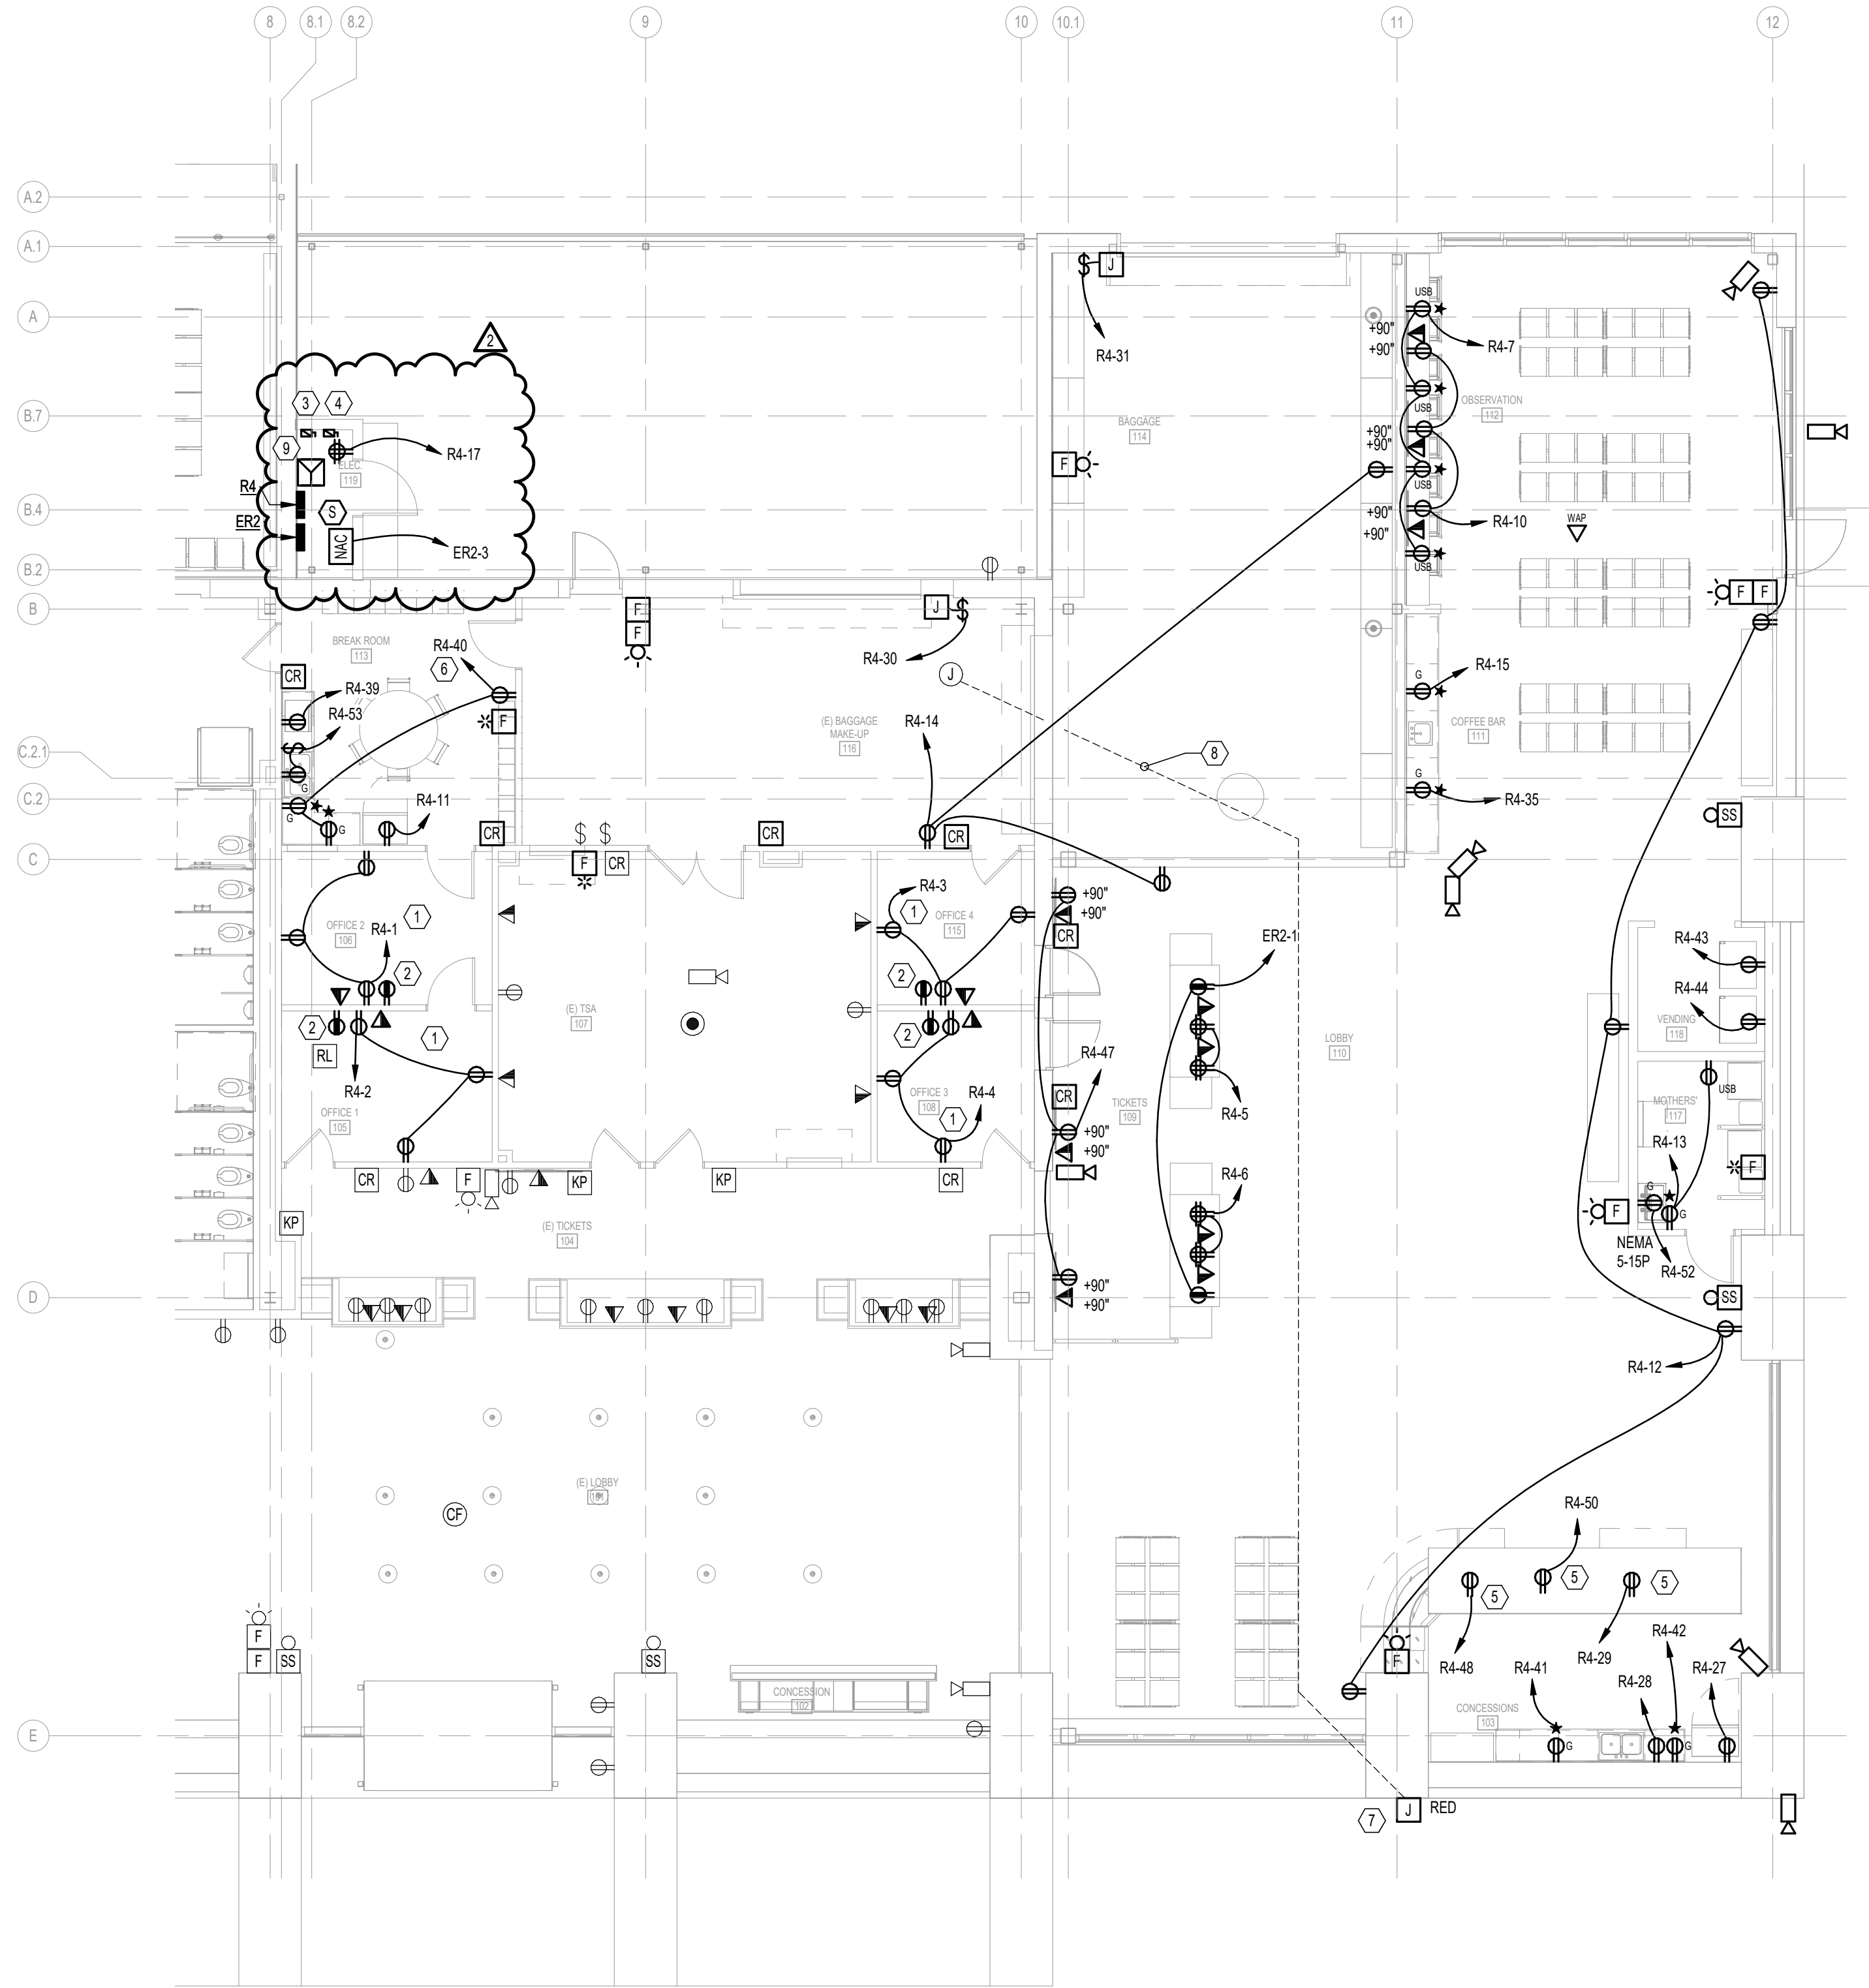 8
8.1
8.2
9
10
10.1
11
12
A.2
A.1
A
B.7
B.4
B.2
B
C.2.1
C.2
C
D
E
2
3
4
9
R4-17
ELEC.
119
R4
S
ER2
NAC
ER2-3
J
R4-31
BAGGAGE
114
F
USB
+90"
+90"
R4-7
USB
OBSERVATION
112
+90"
+90"
USB
+90"
+90"
R4-10
USB
WAP
F
F
F
F
J
R4-30
J
BREAK ROOM
113
R4-40
6
CR
R4-39
R4-53
F
G
G
G
R4-11
(E) BAGGAGE
MAKE-UP
116
R4-14
8
G
R4-15
COFFEE BAR
111
G
R4-35
SS
CR
CR
CR
F
CR
OFFICE 2
106
1
R4-1
2
2
1
RL
R4-2
OFFICE 1
105
(E) TSA
107
R4-3
1
OFFICE 4
115
2
2
OFFICE 3
108
R4-4
1
+90"
+90"
CR
ER2-1
LOBBY
110
R4-47
CR
TICKETS
109
R4-5
+90"
+90"
R4-6
+90"
+90"
R4-43
R4-44
VENDING
118
USB
MOTHERS'
117
R4-13
F
G
G
F
NEMA
5-15P
R4-52
SS
R4-12
CR
F
KP
KP
CR
KP
(E) TICKETS
104
(E) LOBBY
101
CF
F
F
SS
SS
CONCESSION
102
R4-50
5
5
5
R4-48
R4-29
R4-42
R4-41
R4-28
R4-27
F
CONCESSIONS
103
G
G
7
J
RED